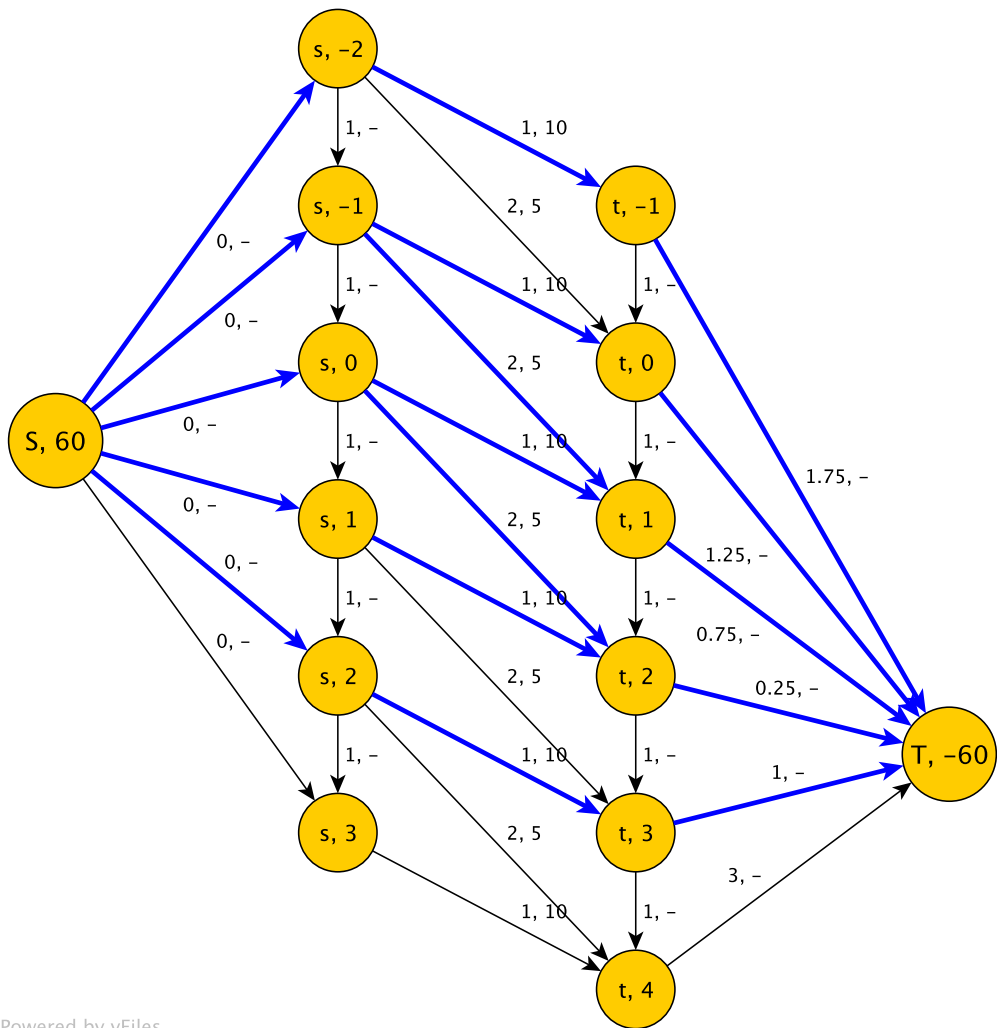 s, –2
1, –
1, 10
s, –1
2, 5
t, –1
0, –
1, –
1, 10
1, –
0, –
s, 0
2, 5
t, 0
0, –
S, 60
1, –
1, 10
1, –
1.75, –
0, –
s, 1
2, 5
t, 1
1.25, –
0, –
1, –
1, 10
1, –
0.75, –
0, –
s, 2
2, 5
t, 2
0.25, –
1, –
1, 10
1, –
1, –
T, –60
s, 3
2, 5
t, 3
3, –
1, 10
1, –
t, 4
Powered by yFiles